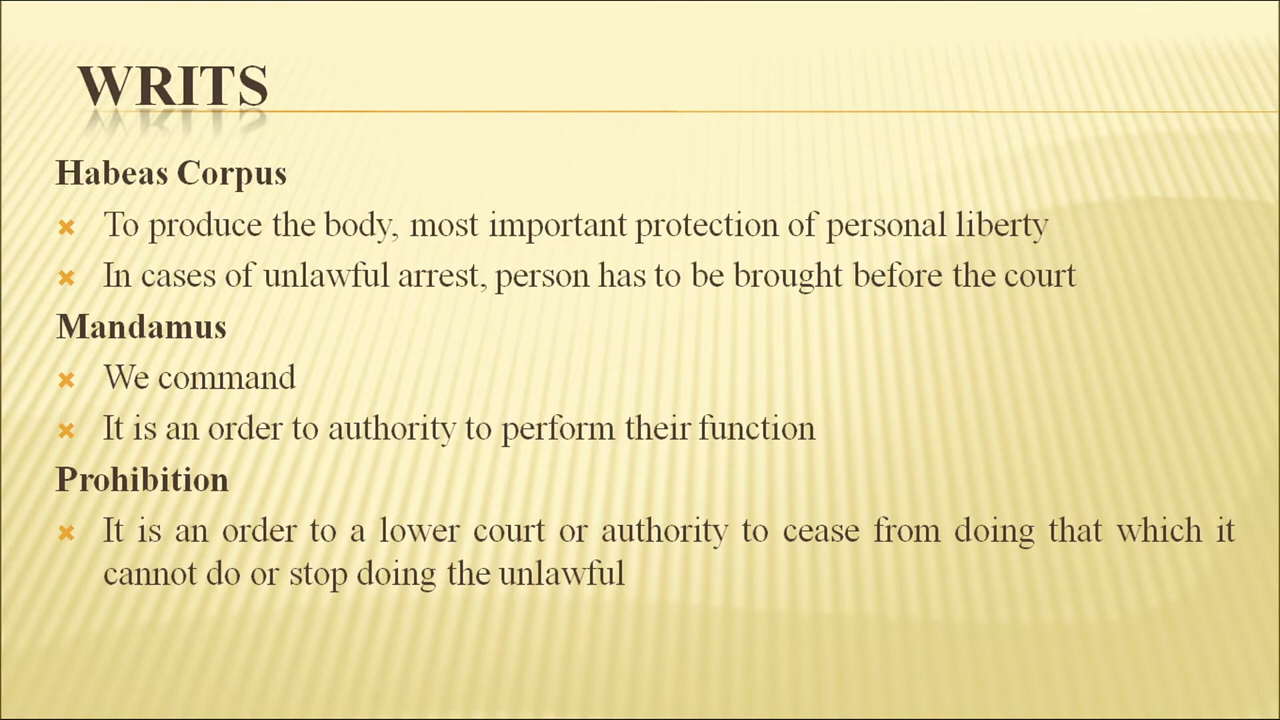 WRITS
Habeas Corpus
To produce the body, most important protection of personal liberty
In cases of unlawful arrest, person has to be brought before the court
Mandamus
We command
It is an order to authority to perform their function
Prohibition
It is an order to a lower court or authority to cease from doing that which it
cannot do or stop doing the unlawful